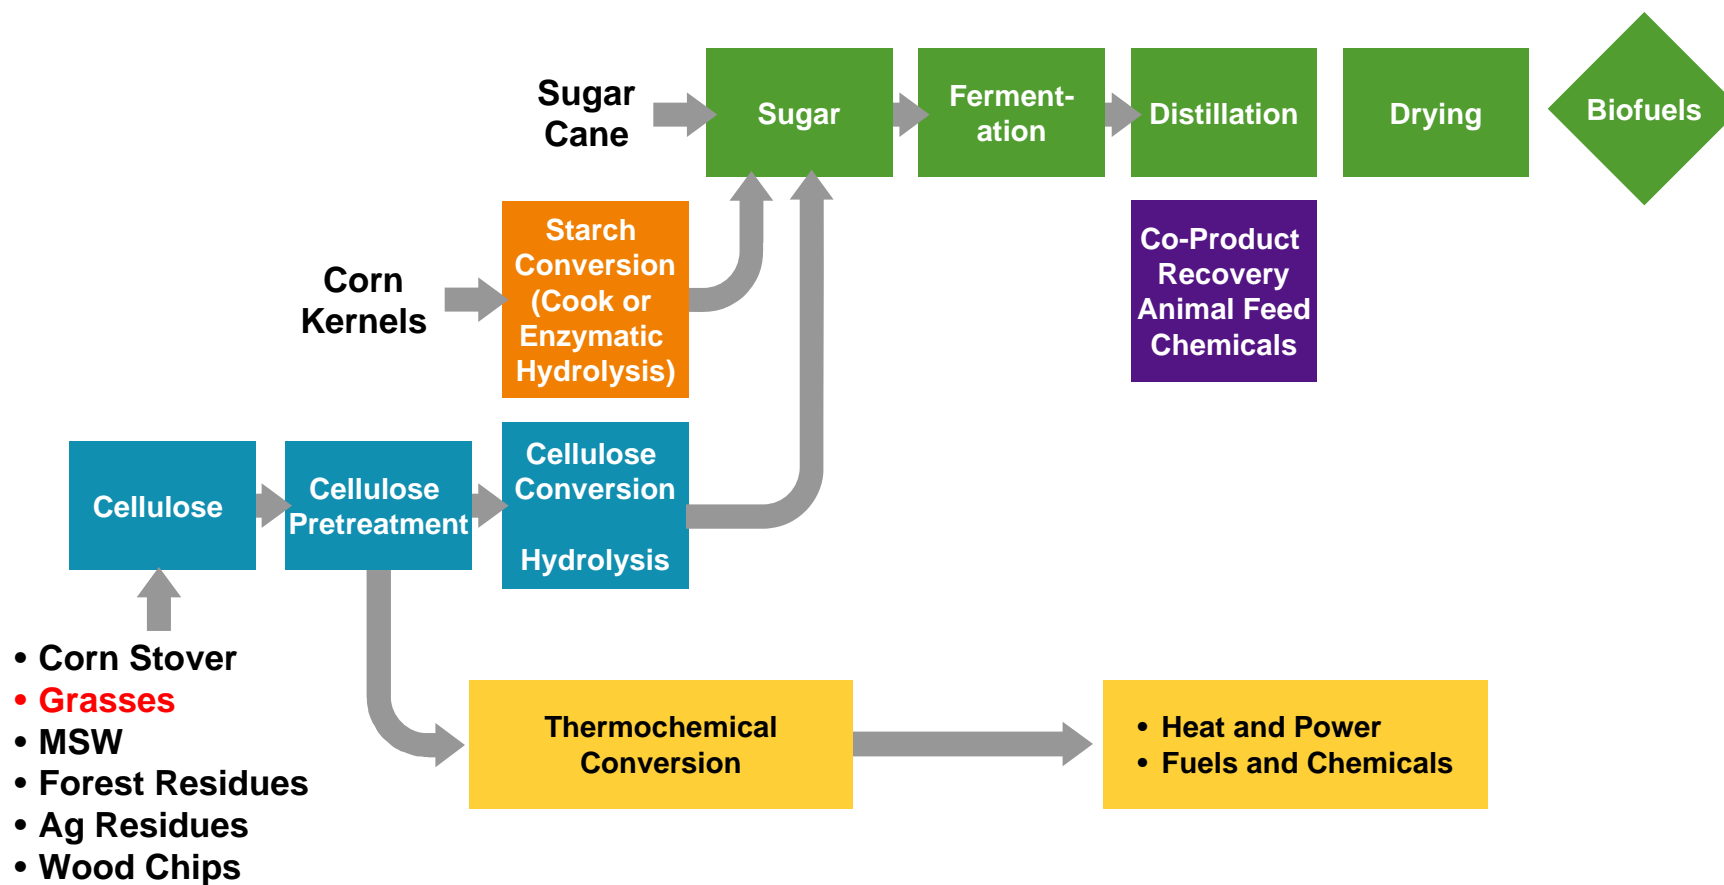 Sugar
Cane
Sugar
Ferment-
ation
Distillation
Drying
Biofuels
Corn
Kernels
Starch
Conversion
(Cook or
Enzymatic
Hydrolysis)
Co-Product
Recovery
Animal Feed
Chemicals
Cellulose
Cellulose
Pretreatment
Cellulose
Conversion
Hydrolysis
• Corn Stover
• Grasses
• MSW
• Forest Residues
• Ag Residues
• Wood Chips
Thermochemical
Conversion
• Heat and Power
• Fuels and Chemicals